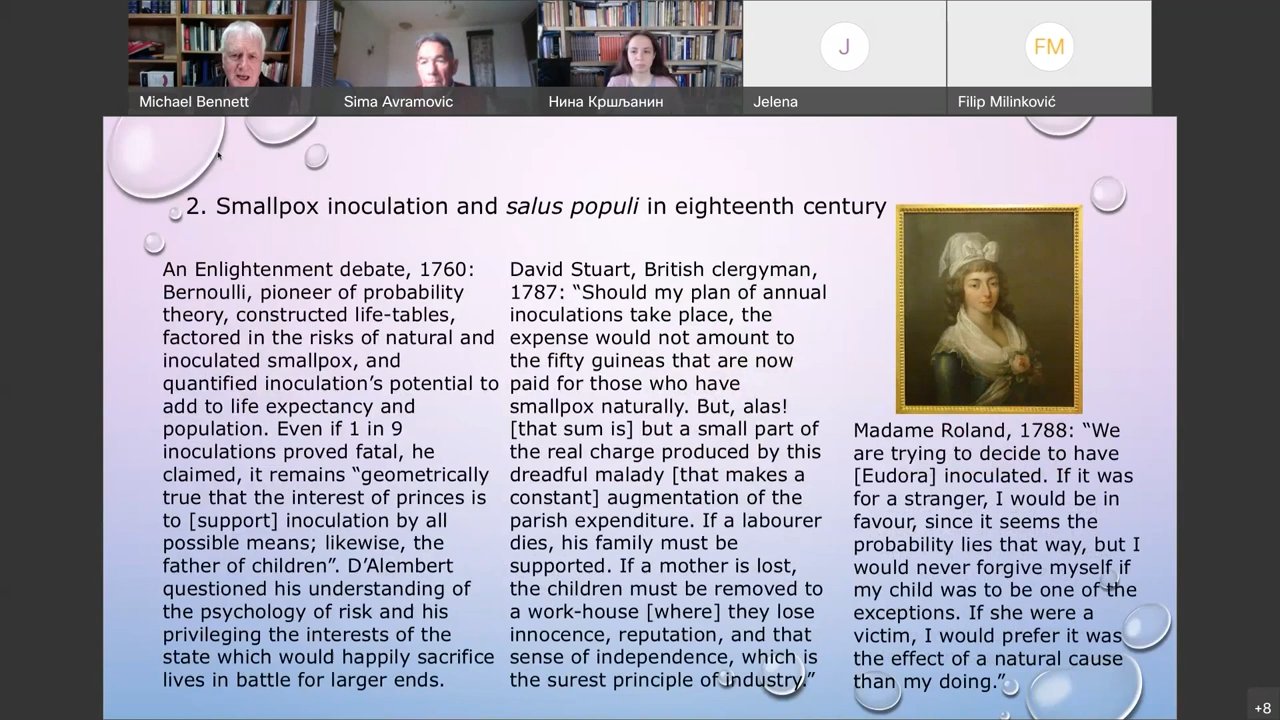 Michael Bennett
Sima Avramovic
Нина Кршљанин
J
Jelena
FM
Filip Milinković
2. Smallpox inoculation and salus populi in eighteenth century
An Enlightenment debate, 1760:
Bernoulli, pioneer of probability
theory, constructed life-tables,
factored in the risks of natural and
inoculated smallpox, and
quantified inoculation’s potential to
add to life expectancy and
population. Even if 1 in 9
inoculations proved fatal, he
claimed, it remains “geometrically
true that the interest of princes is
to [support] inoculation by all
possible means; likewise, the
father of children”. D’Alembert
questioned his understanding of
the psychology of risk and his
privileging the interests of the
state which would happily sacrifice
lives in battle for larger ends.
David Stuart, British clergyman,
1787: “Should my plan of annual
inoculations take place, the
expense would not amount to
the fifty guineas that are now
paid for those who have
smallpox naturally. But, alas!
[that sum is] but a small part of
the real charge produced by this
dreadful malady [that makes a
constant] augmentation of the
parish expenditure. If a labourer
dies, his family must be
supported. If a mother is lost,
the children must be removed to
a work-house [where] they lose
innocence, reputation, and that
sense of independence, which is
the surest principle of industry.”
Madame Roland, 1788: “We
are trying to decide to have
[Eudora] inoculated. If it was
for a stranger, I would be in
favour, since it seems the
probability lies that way, but I
would never forgive myself if
my child was to be one of the
exceptions. If she were a
victim, I would prefer it was
the effect of a natural cause
than my doing.”
+8